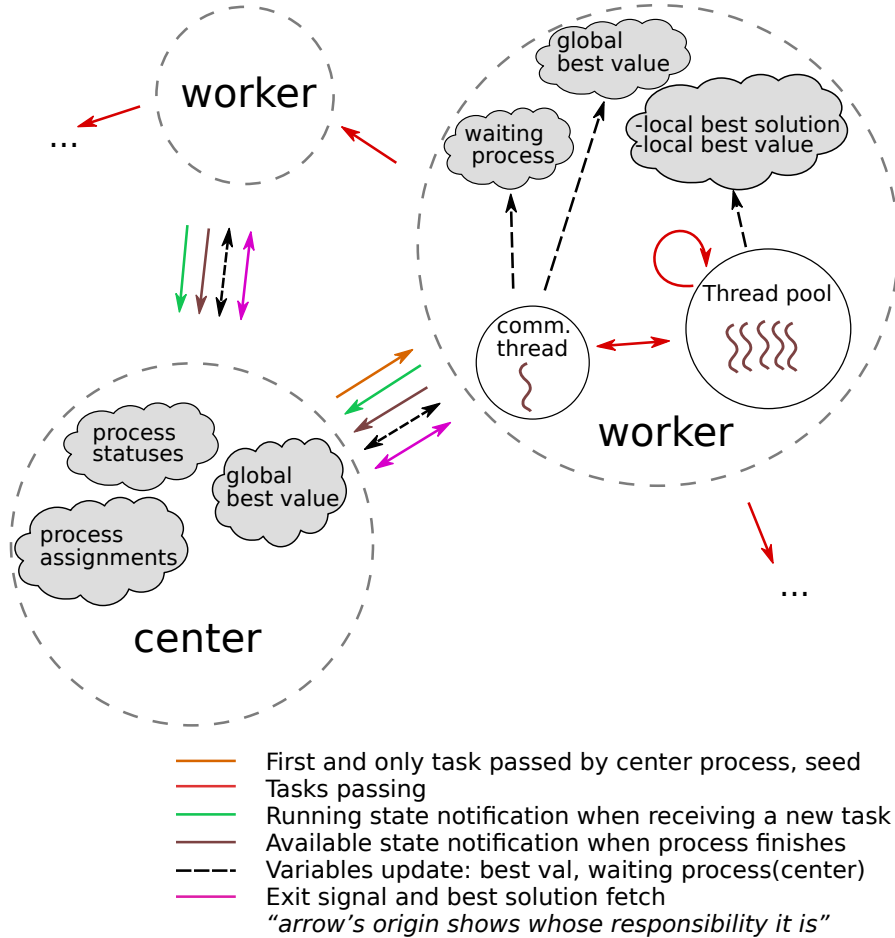 global
best value
worker
-local best solution
-local best value
waiting
process
...
Thread pool
comm.
thread
worker
process
statuses
global
best value
process
assignments
...
center
First and only task passed by center process, seed
Tasks passing
Running state notification when receiving a new task
Available state notification when process finishes
Variables update: best val, waiting process(center)
Exit signal and best solution fetch
“arrow’s origin shows whose responsibility it is”